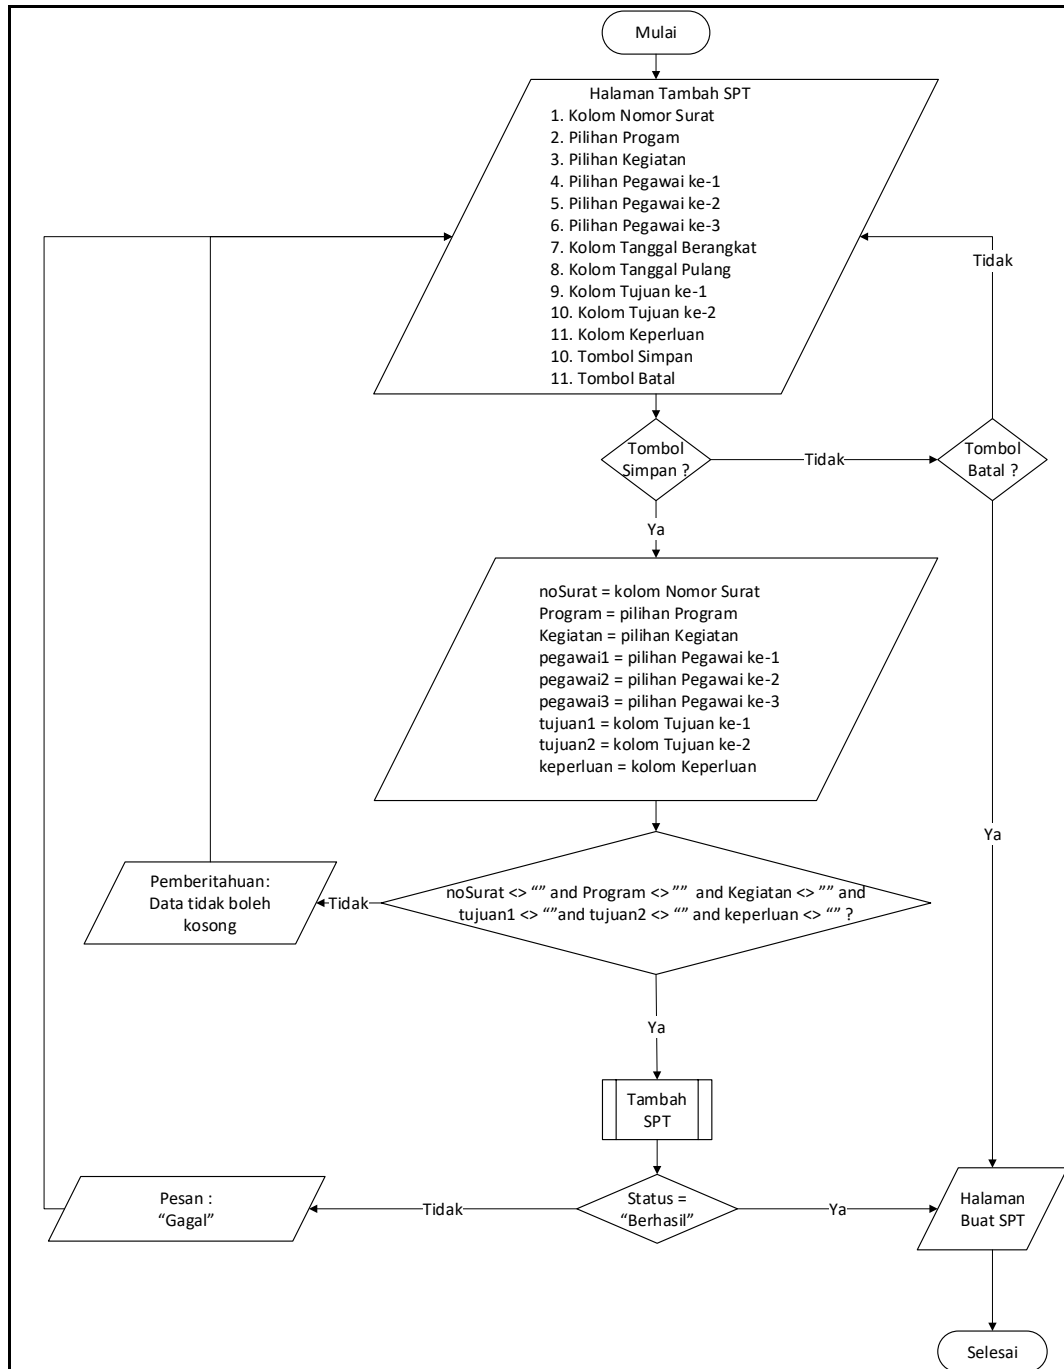 Mulai
Halaman Tambah SPT
1. Kolom Nomor Surat
2. Pilihan Progam
3. Pilihan Kegiatan
4. Pilihan Pegawai ke-1
5. Pilihan Pegawai ke-2
6. Pilihan Pegawai ke-3
7. Kolom Tanggal Berangkat
8. Kolom Tanggal Pulang
9. Kolom Tujuan ke-1
10. Kolom Tujuan ke-2
11. Kolom Keperluan
10. Tombol Simpan
11. Tombol Batal
Tidak
Tombol
Simpan ?
Tidak
Tombol
Batal ?
Ya
noSurat = kolom Nomor Surat
Program = pilihan Program
Kegiatan = pilihan Kegiatan
pegawai1 = pilihan Pegawai ke-1
pegawai2 = pilihan Pegawai ke-2
pegawai3 = pilihan Pegawai ke-3
tujuan1 = kolom Tujuan ke-1
tujuan2 = kolom Tujuan ke-2
keperluan = kolom Keperluan
Ya
Pemberitahuan:
Data tidak boleh
kosong
Tidak
noSurat <> “” and Program <> ”” and Kegiatan <> ”” and
tujuan1 <> “”and tujuan2 <> “” and keperluan <> “” ?
Ya
Tambah
SPT
Pesan :
“Gagal”
Tidak
Status =
“Berhasil”
Ya
Halaman
Buat SPT
Selesai